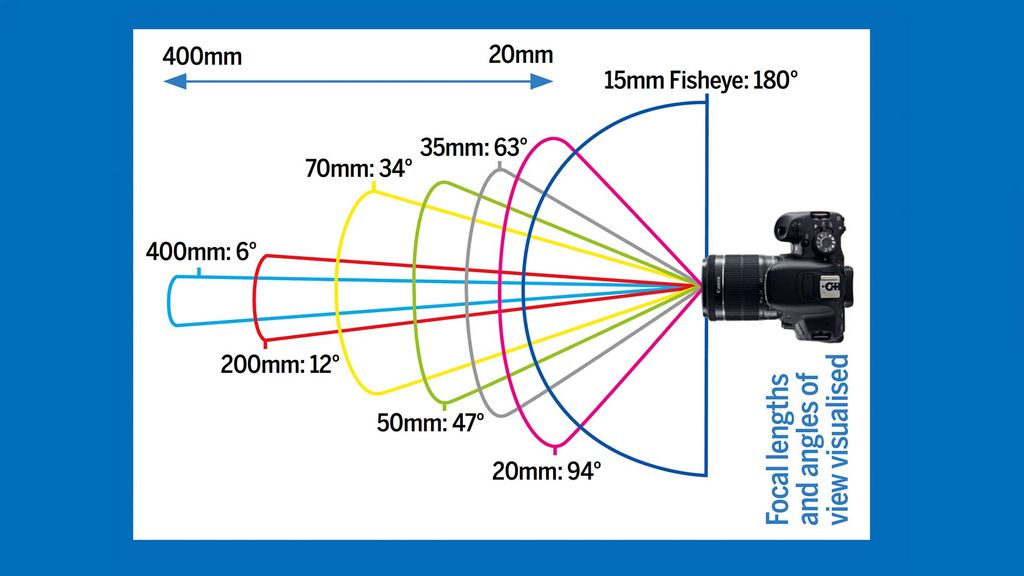 400mm
20mm
15mm Fisheye: 180°
35mm: 63°
70mm: 34°
400mm: 6°
200mm: 12°
50mm: 47°
20mm: 94°
Canon
Focal lengths
and angles of
view visualised